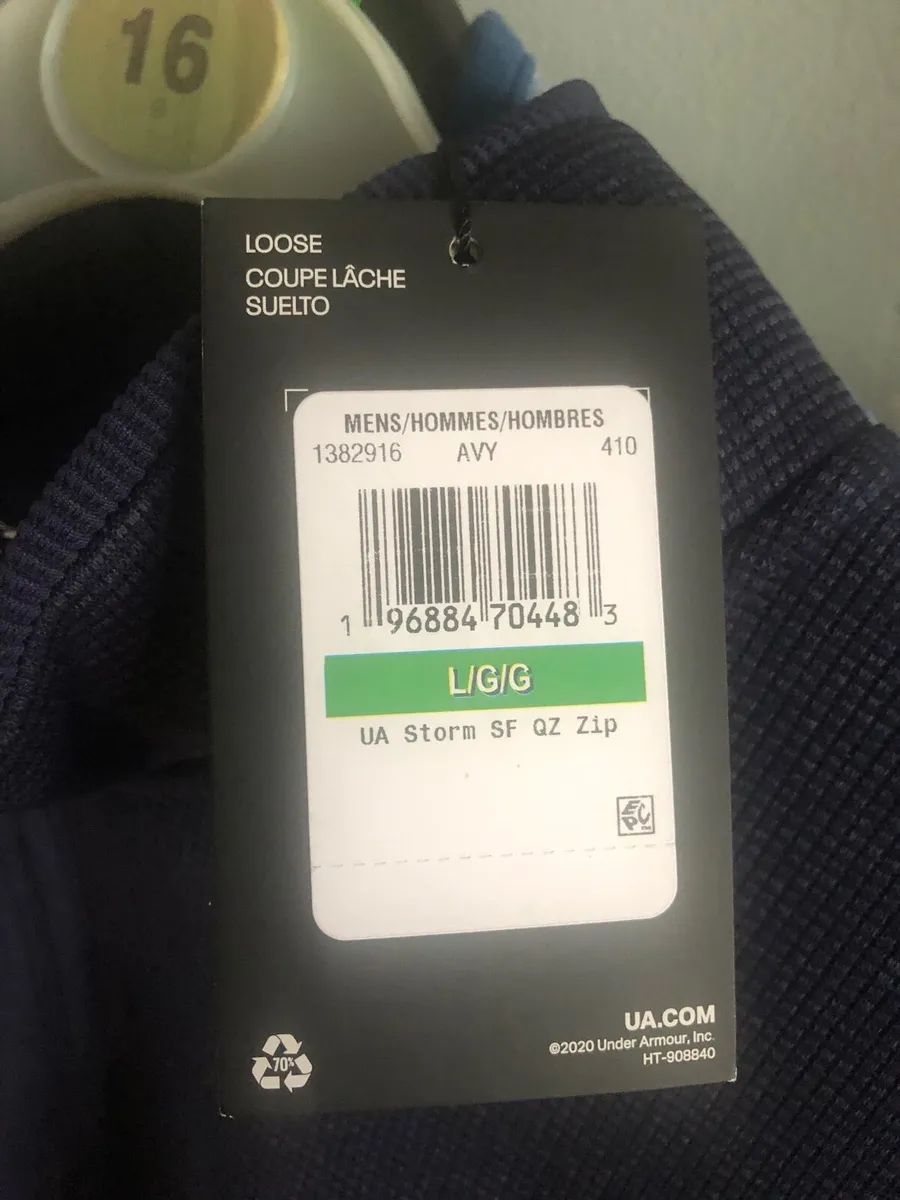 16
LOOSE
COUPE LÂCHE
SUELTO
MENS/HOMMES/HOMBRES
1382916 AVY 410
1 96884 70448 3
L/G/G
UA Storm SF QZ Zip
EPC
UA.COM
©2020 Under Armour, Inc.
HT-908840
70%